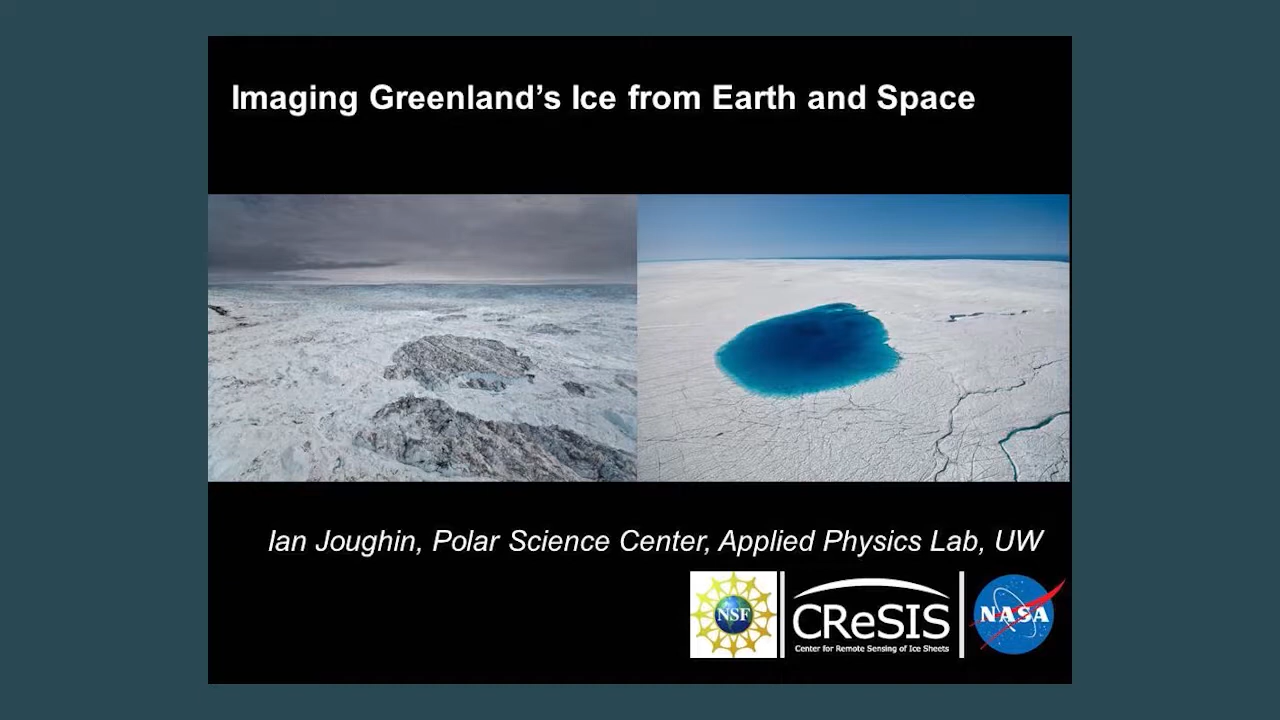 Imaging Greenland’s Ice from Earth and Space
Ian Joughin, Polar Science Center, Applied Physics Lab, UW
NSF
CReSIS
Center for Remote Sensing of Ice Sheets
NASA